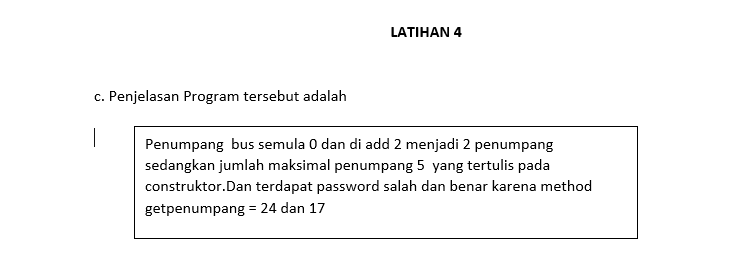 LATIHAN 4
c. Penjelasan Program tersebut adalah
Penumpang  bus semula 0 dan di add 2 menjadi 2 penumpang
sedangkan jumlah maksimal penumpang 5  yang tertulis pada
construktor.Dan terdapat password salah dan benar karena method
getpenumpang = 24 dan 17